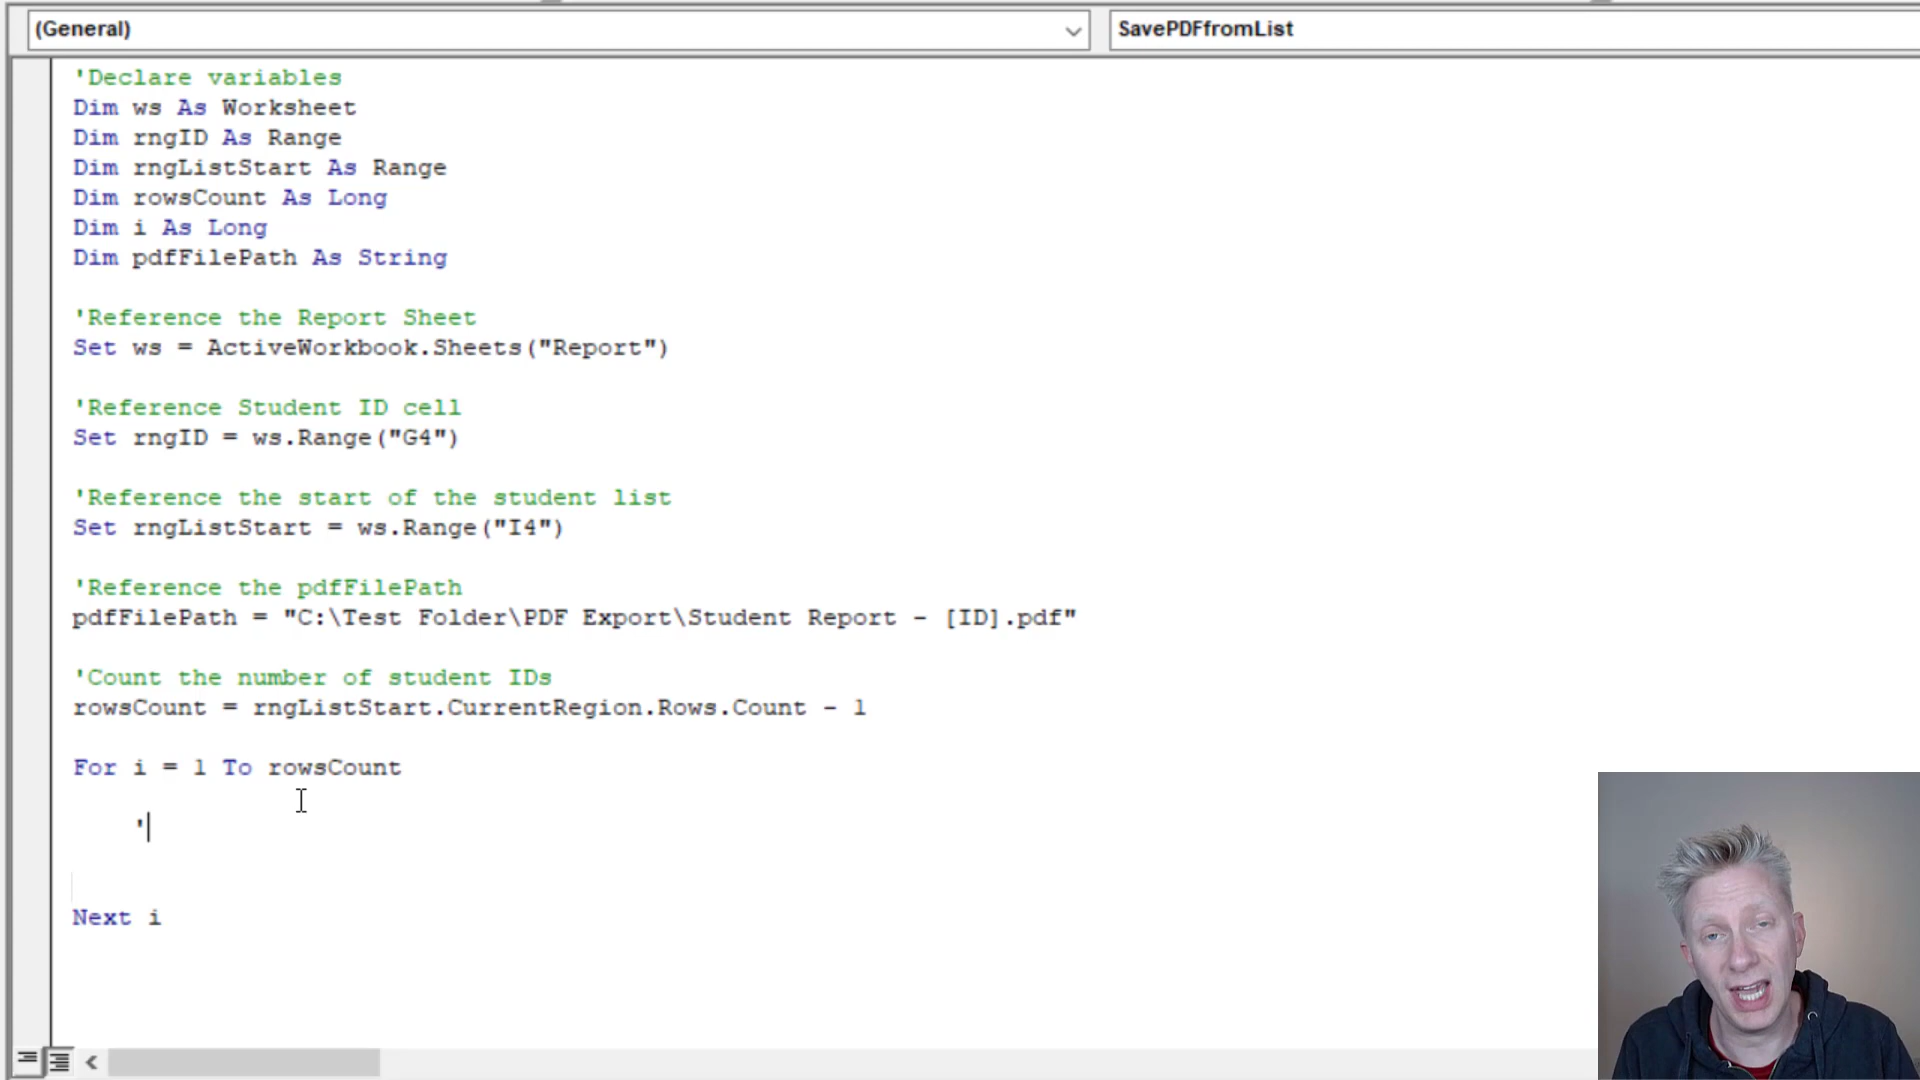 (General)
SavePDFfromList
'Declare variables
Dim ws As Worksheet
Dim rngID As Range
Dim rngListStart As Range
Dim rowsCount As Long
Dim i As Long
Dim pdfFilePath As String
'Reference the Report Sheet
Set ws = ActiveWorkbook.Sheets("Report")
'Reference Student ID cell
Set rngID = ws.Range("G4")
'Reference the start of the student list
Set rngListStart = ws.Range("I4")
'Reference the pdfFilePath
pdfFilePath = "C:\Test Folder\PDF Export\Student Report - [ID].pdf"
'Count the number of student IDs
rowsCount = rngListStart.CurrentRegion.Rows.Count - 1
For i = 1 To rowsCount
'
Next i